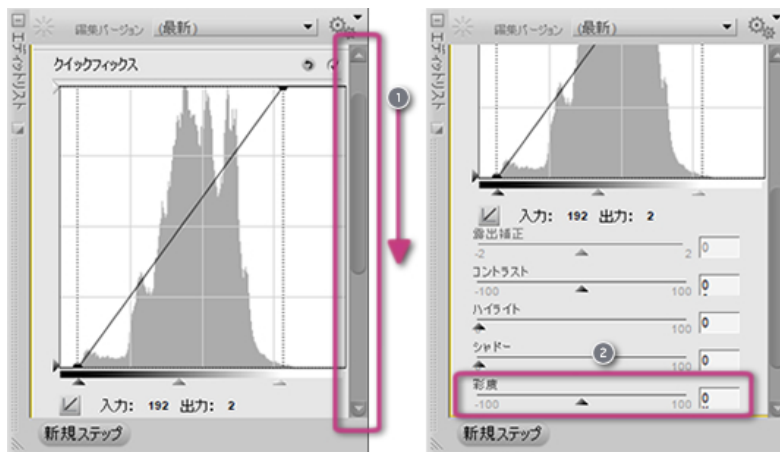 編集バージョン (最新)
エディットリスト
クイックフィックス
1
入力: 192 出力: 2
新規ステップ
編集バージョン (最新)
エディットリスト
入力: 192 出力: 2
露出補正
-2 2 0
コントラスト
-100 100 0
ハイライト
100 0
シャドー
2
100 0
彩度
-100 100 0
新規ステップ